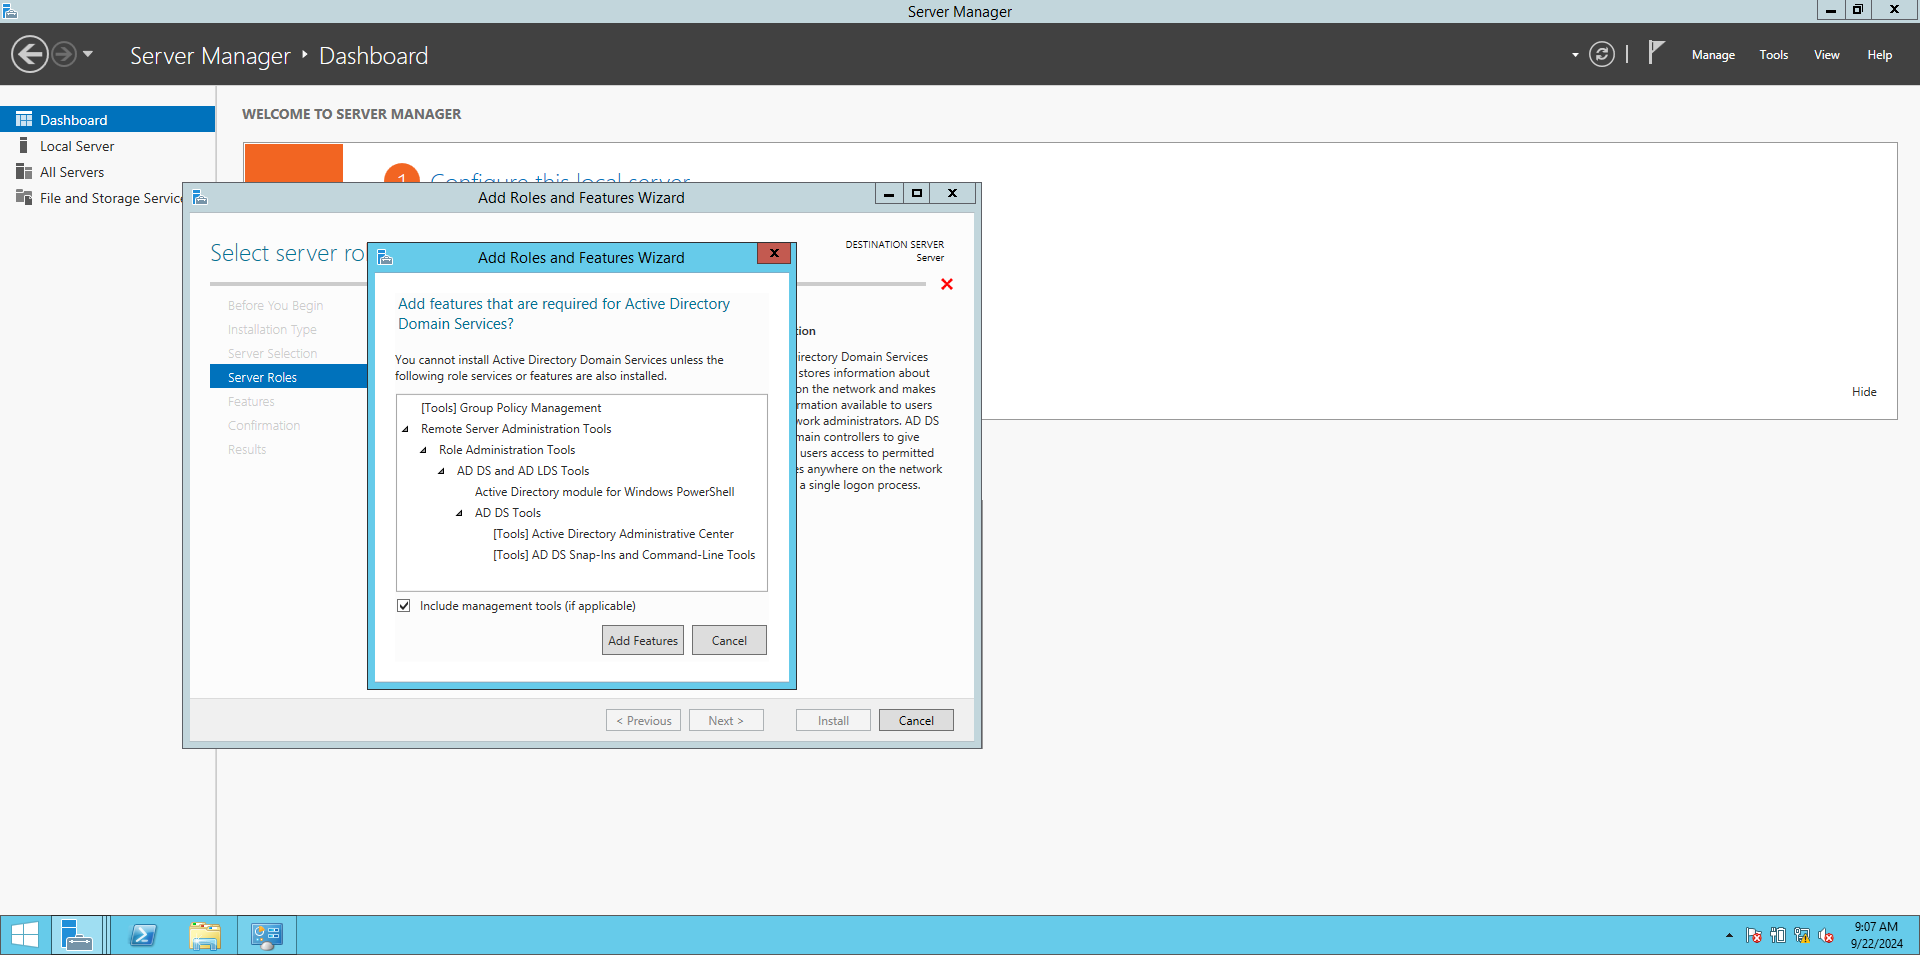 Server Manager
Server Manager ‣ Dashboard
Manage
Tools
View
Help
Dashboard
Local Server
All Servers
File and Storage Servic
WELCOME TO SERVER MANAGER
1
Configure this local server
Hide
Add Roles and Features Wizard
Select server ro
DESTINATION SERVER
Server
Before You Begin
Installation Type
Server Selection
Server Roles
Features
Confirmation
Results
Directory Domain Services
stores information about
on the network and makes
users
administrators. AD DS
controllers to give
users access to permitted
anywhere on the network
a single logon process.
< Previous
Next >
Install
Cancel
Add Roles and Features Wizard
Add features that are required for Active Directory
Domain Services?
You cannot install Active Directory Domain Services unless the
following role services or features are also installed.
[Tools] Group Policy Management
Remote Server Administration Tools
Role Administration Tools
AD DS and AD LDS Tools
Active Directory module for Windows PowerShell
AD DS Tools
[Tools] Active Directory Administrative Center
[Tools] AD DS Snap-Ins and Command-Line Tools
Include management tools (if applicable)
Add Features
Cancel
9:07 AM
9/22/2024